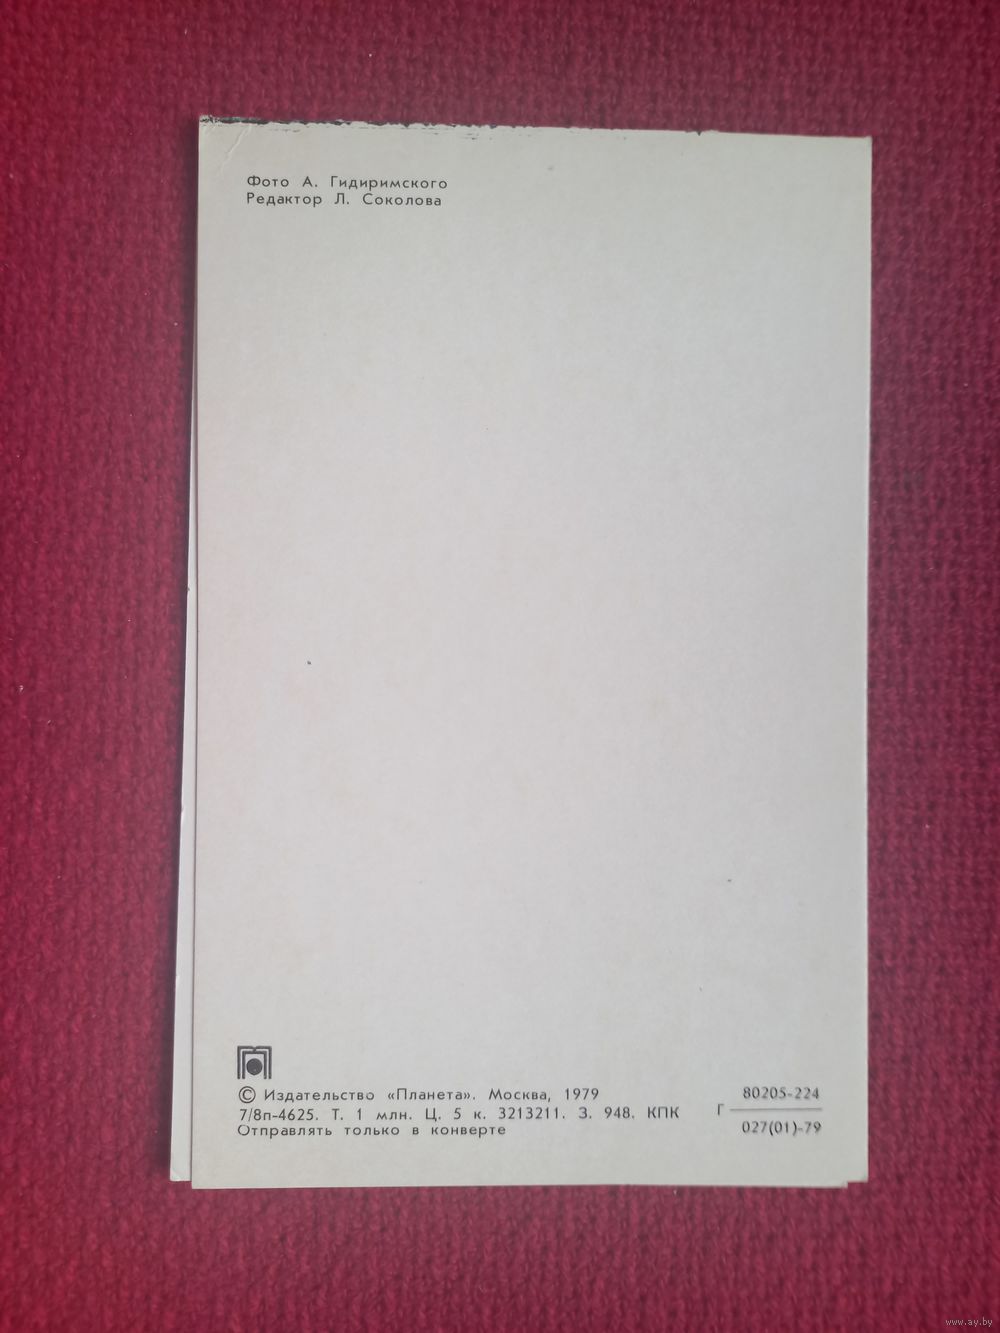 Фото А. Гидиримского
Редактор Л. Соколова
© Издательство «Планета». Москва, 1979
7/8п-4625. Т. 1 млн. Ц. 5 к. 3213211. З. 948. КПК
Отправлять только в конверте
80205-224
Г
027(01)-79
www.ay.by